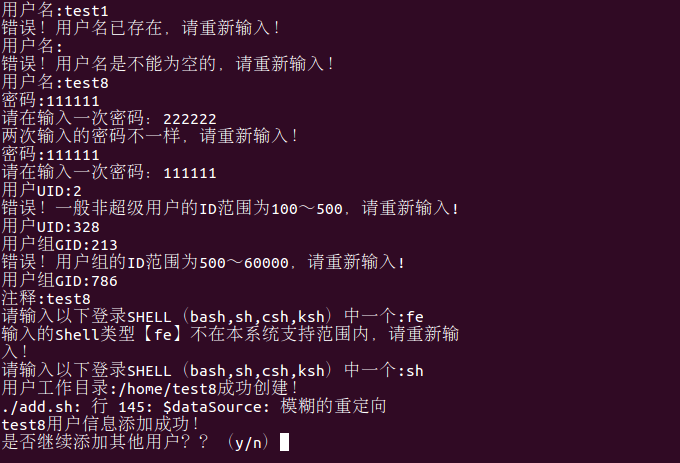 用户名:test1
错误！用户名已存在，请重新输入！
用户名:
错误！用户名是不能为空的，请重新输入！
用户名:test8
密码:111111
请在输入一次密码：222222
两次输入的密码不一样，请重新输入！
密码:111111
请在输入一次密码：111111
用户UID:2
错误！一般非超级用户的ID范围为100～500，请重新输入！
用户UID:328
用户组GID:213
错误！用户组的ID范围为500～60000，请重新输入！
用户组GID:786
注释:test8
请输入以下登录SHELL（bash,sh,csh,ksh）中一个:fe
输入的Shell类型【fe】不在本系统支持范围内，请重新输
入！
请输入以下登录SHELL（bash,sh,csh,ksh）中一个:sh
用户工作目录:/home/test8成功创建！
./add.sh: 行 145: $dataSource: 模糊的重定向
test8用户信息添加成功！
是否继续添加其他用户？？（y/n）